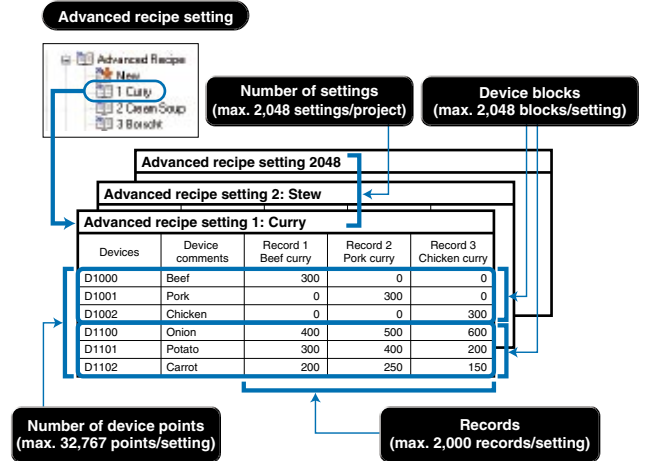 Advanced recipe setting
Advanced Recipe
New
1 Curry
2 Cream Soup
3 Borscht
Number of settings
(max. 2,048 settings/project)
Device blocks
(max. 2,048 blocks/setting)
Advanced recipe setting 2048
Advanced recipe setting 2: Stew
Advanced recipe setting 1: Curry
Devices Device comments Record 1 Beef curry Record 2 Pork curry Record 3 Chicken curry
D1000 Beef 300 0 0
D1001 Pork 0 300 0
D1002 Chicken 0 0 300
D1100 Onion 400 500 600
D1101 Potato 300 400 200
D1102 Carrot 200 250 150
Number of device points
(max. 32,767 points/setting)
Records
(max. 2,000 records/setting)